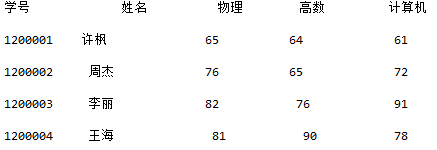 学号 姓名 物理 高数 计算机
1200001 许枫 65 64 61
1200002 周杰 76 65 72
1200003 李丽 82 76 91
1200004 王海 81 90 78